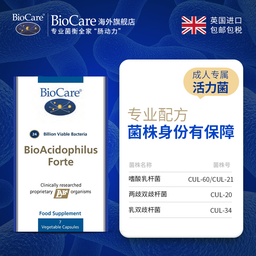 BioCare®
BioCare海外旗舰店
专业菌衡全家“肠动力”
英国进口
包邮包税
BioCare®
24 Billion Viable Bacteria
BioAcidophilus
Forte
Clinically researched
proprietary organisms
Food Supplement
7
Vegetable Capsules
成人专属
活力菌
专业配方
菌株身份有保障
菌株名称 菌株号
嗜酸乳杆菌 CUL-60/CUL-21
两歧双歧杆菌 CUL-20
乳双歧杆菌 CUL-34